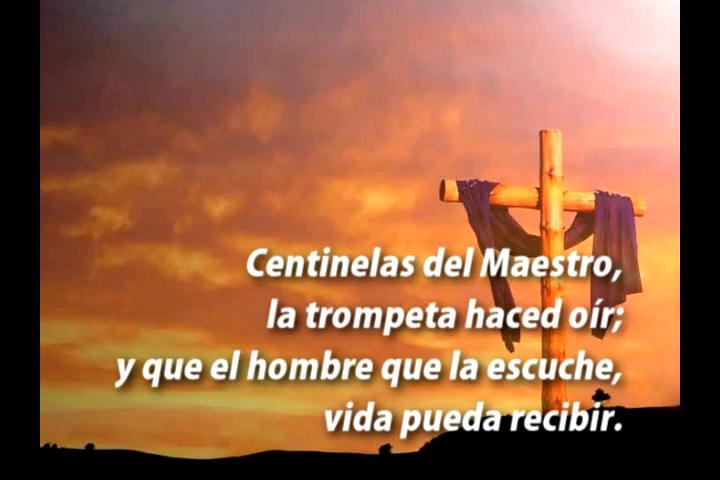 Centinelas del Maestro,
la trompeta haced oír;
y que el hombre que la escuche,
vida pueda recibir.